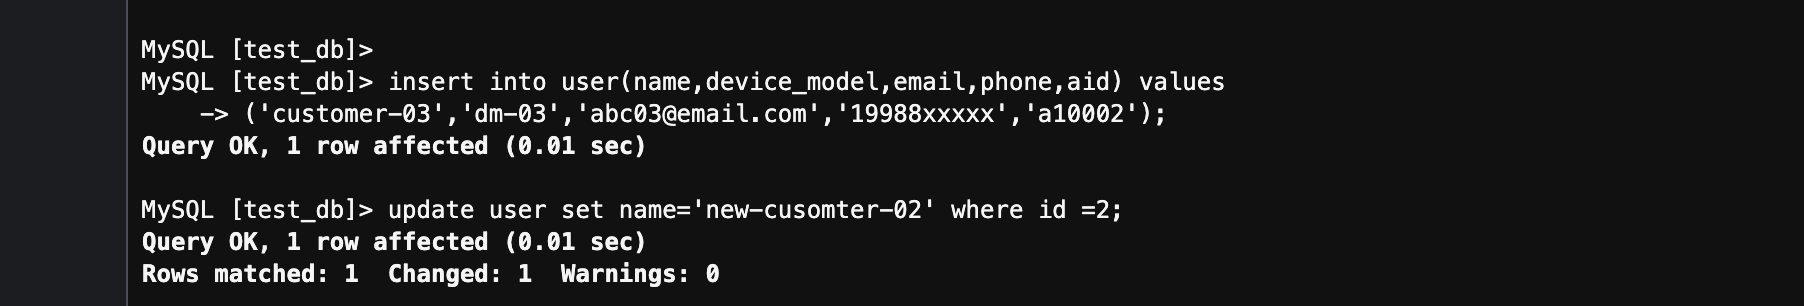 MySQL [test_db]>
MySQL [test_db]> insert into user(name,device_model,email,phone,aid) values
    -> ('customer-03','dm-03','abc03@email.com','19988xxxxx','a10002');
Query OK, 1 row affected (0.01 sec)
MySQL [test_db]> update user set name='new-cusomter-02' where id =2;
Query OK, 1 row affected (0.01 sec)
Rows matched: 1  Changed: 1  Warnings: 0